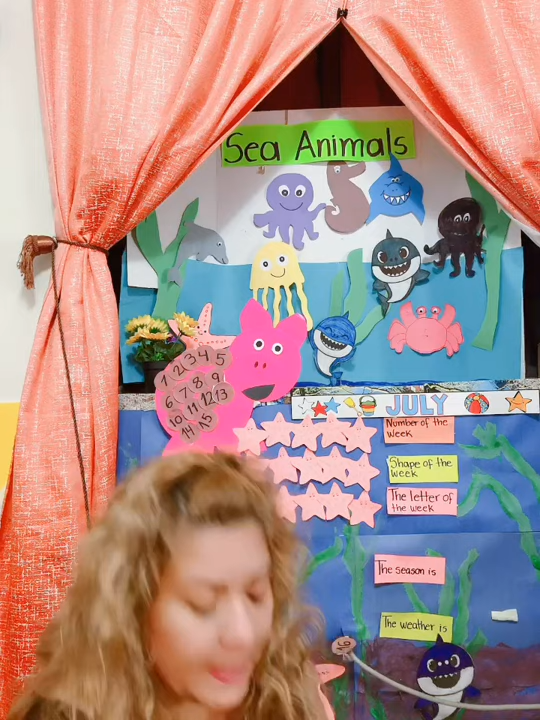 Sea Animals
1 2 3 4 5
6 7 8 9
10 11 12 13
14 15
JULY
Number of the
week
Shape of the
week
The letter of
the week
The season is
The weather is
16